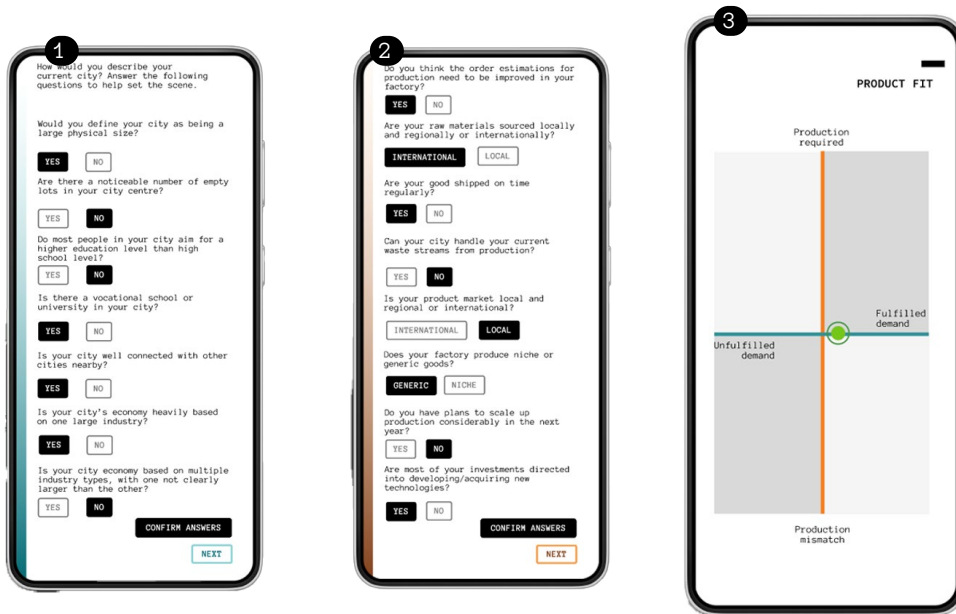 1
How would you describe your
current city? Answer the following
questions to help set the scene.
Would you define your city as being a
large physical size?
YES NO
Are there a noticeable number of empty
lots in your city centre?
YES NO
Do most people in your city aim for a
higher education level than high
school level?
YES NO
Is there a vocational school or
university in your city?
YES NO
Is your city well connected with other
cities nearby?
YES NO
Is your city's economy heavily based
on one large industry?
YES NO
Is your city economy based on multiple
industry types, with one not clearly
larger than the other?
YES NO
CONFIRM ANSWERS
NEXT
2
Do you think the order estimations for
production need to be improved in your
factory?
YES NO
Are your raw materials sourced locally
and regionally or internationally?
INTERNATIONAL LOCAL
Are your good shipped on time
regularly?
YES NO
Can your city handle your current
waste streams from production?
YES NO
Is your product market local and
regional or international?
INTERNATIONAL LOCAL
Does your factory produce niche or
generic goods?
GENERIC NICHE
Do you have plans to scale up
production considerably in the next
year?
YES NO
Are most of your investments directed
into developing/acquiring new
technologies?
YES NO
CONFIRM ANSWERS
NEXT
3
PRODUCT FIT
Production
required
Fulfilled
demand
Unfulfilled
demand
Production
mismatch